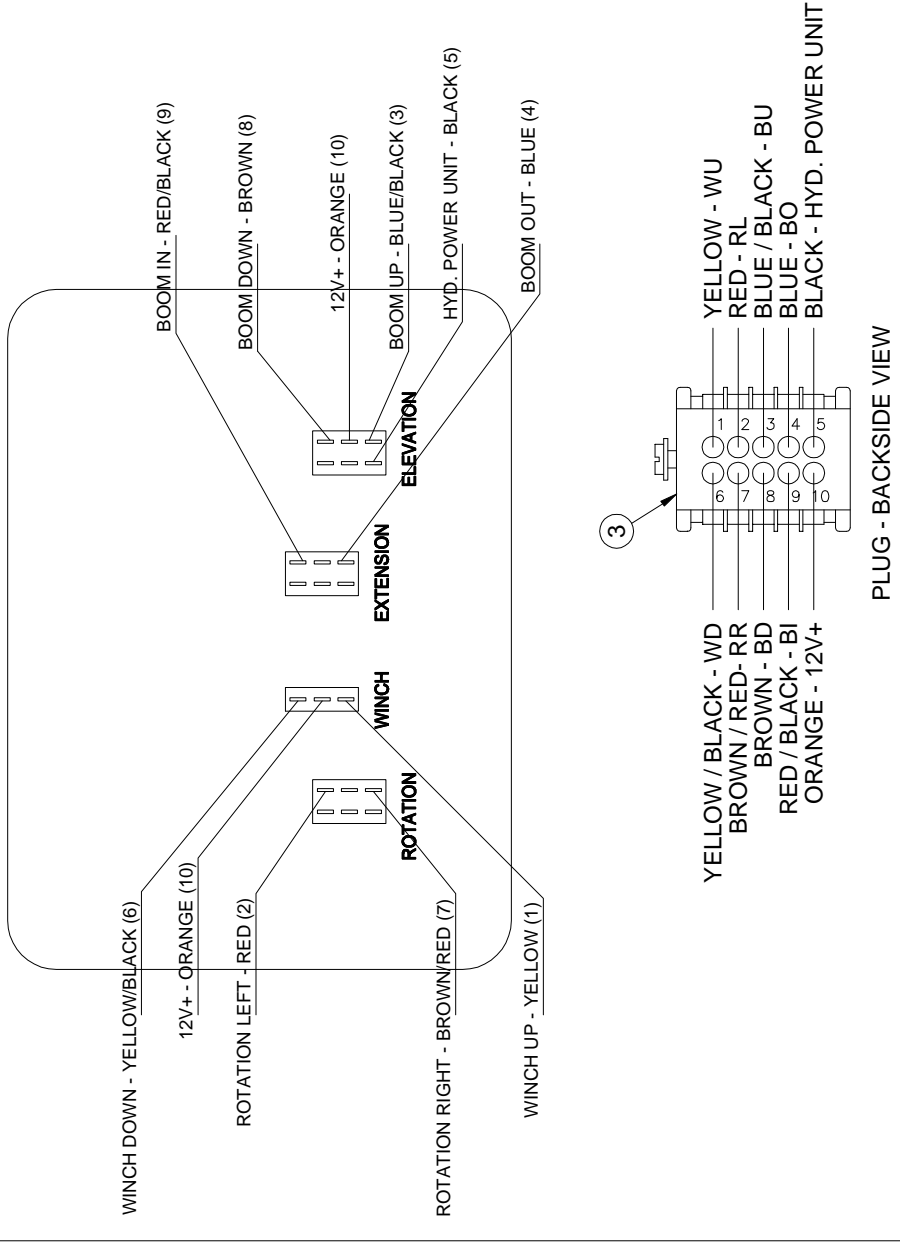 WINCH DOWN - YELLOW/BLACK (6)
12V+ - ORANGE (10)
ROTATION LEFT - RED (2)
ROTATION RIGHT - BROWN/RED (7)
WINCH UP - YELLOW (1)
BOOM IN - RED/BLACK (9)
BOOM DOWN - BROWN (8)
12V+ - ORANGE (10)
BOOM UP - BLUE/BLACK (3)
HYD. POWER UNIT - BLACK (5)
BOOM OUT - BLUE (4)
ROTATION
WINCH
EXTENSION
ELEVATION
3
YELLOW / BLACK - WD
BROWN / RED- RR
BROWN - BD
RED / BLACK - BI
ORANGE - 12V+
6 1
7 2
8 3
9 4
10 5
YELLOW - WU
RED - RL
BLUE / BLACK - BU
BLUE - BO
BLACK - HYD. POWER UNIT
PLUG - BACKSIDE VIEW